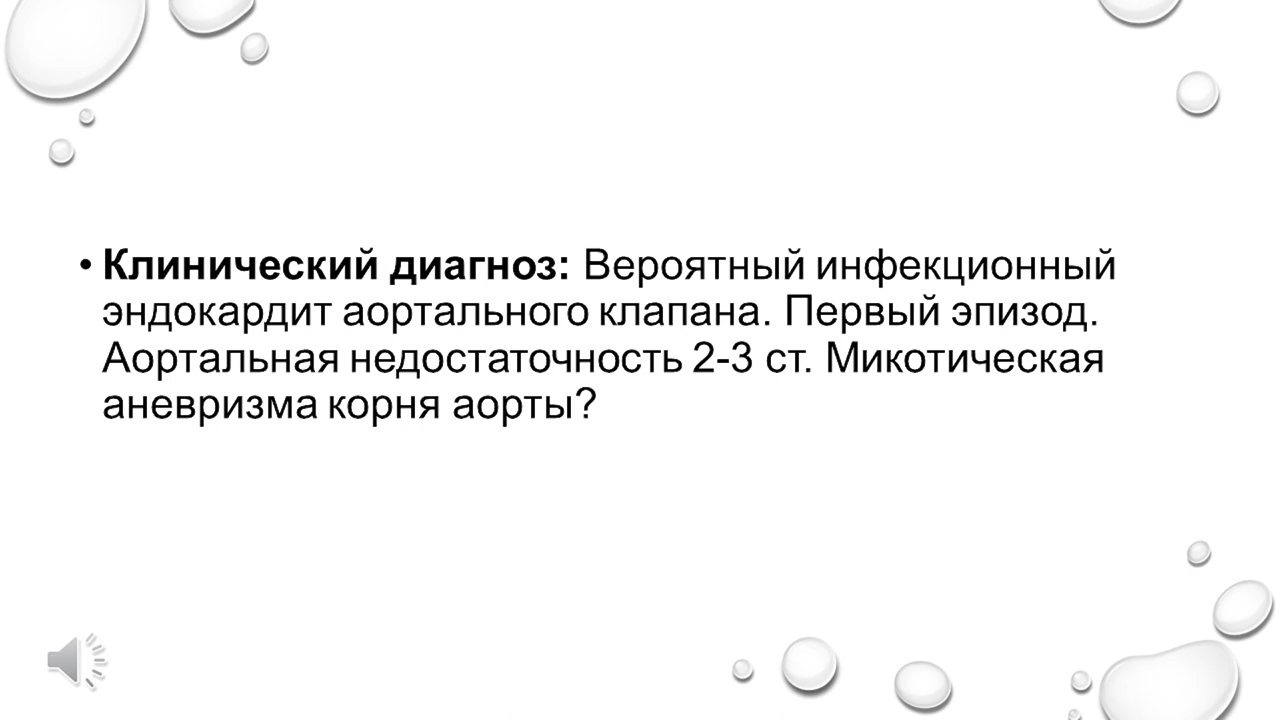 • Клинический диагноз: Вероятный инфекционный
эндокардит аортального клапана. Первый эпизод.
Аортальная недостаточность 2-3 ст. Микотическая
аневризма корня аорты?